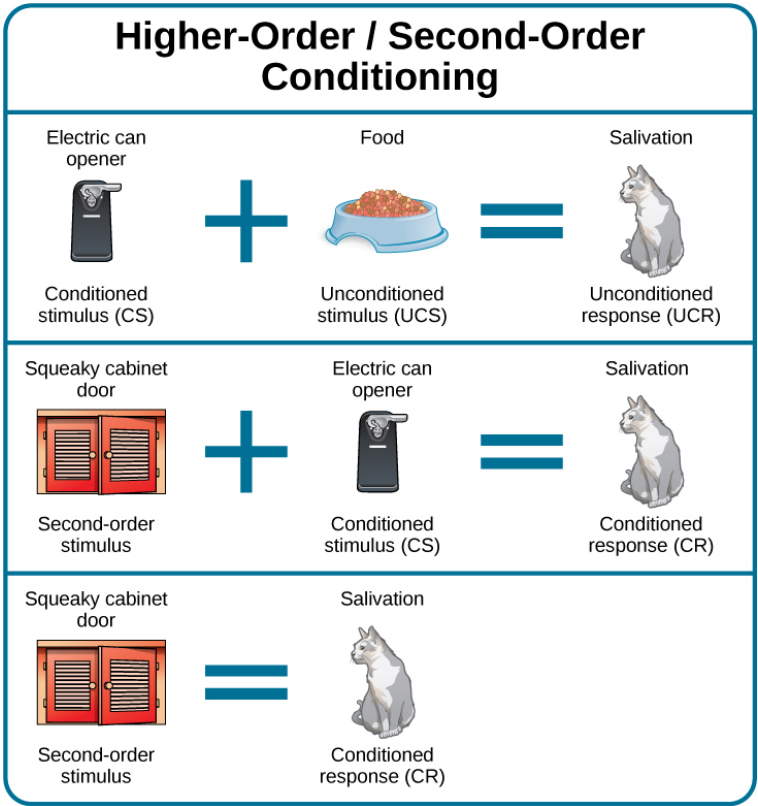 Higher-Order / Second-Order
Conditioning
Electric can
opener
Food
Salivation
Conditioned
stimulus (CS)
Unconditioned
stimulus (UCS)
Unconditioned
response (UCR)
Squeaky cabinet
door
Electric can
opener
Salivation
Second-order
stimulus
Conditioned
stimulus (CS)
Conditioned
response (CR)
Squeaky cabinet
door
Salivation
Second-order
stimulus
Conditioned
response (CR)